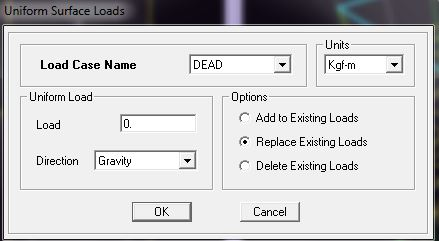 Uniform Surface Loads
Load Case Name
DEAD
Units
Kgf-m
Uniform Load
Load
0.
Direction
Gravity
Options
Add to Existing Loads
Replace Existing Loads
Delete Existing Loads
OK
Cancel